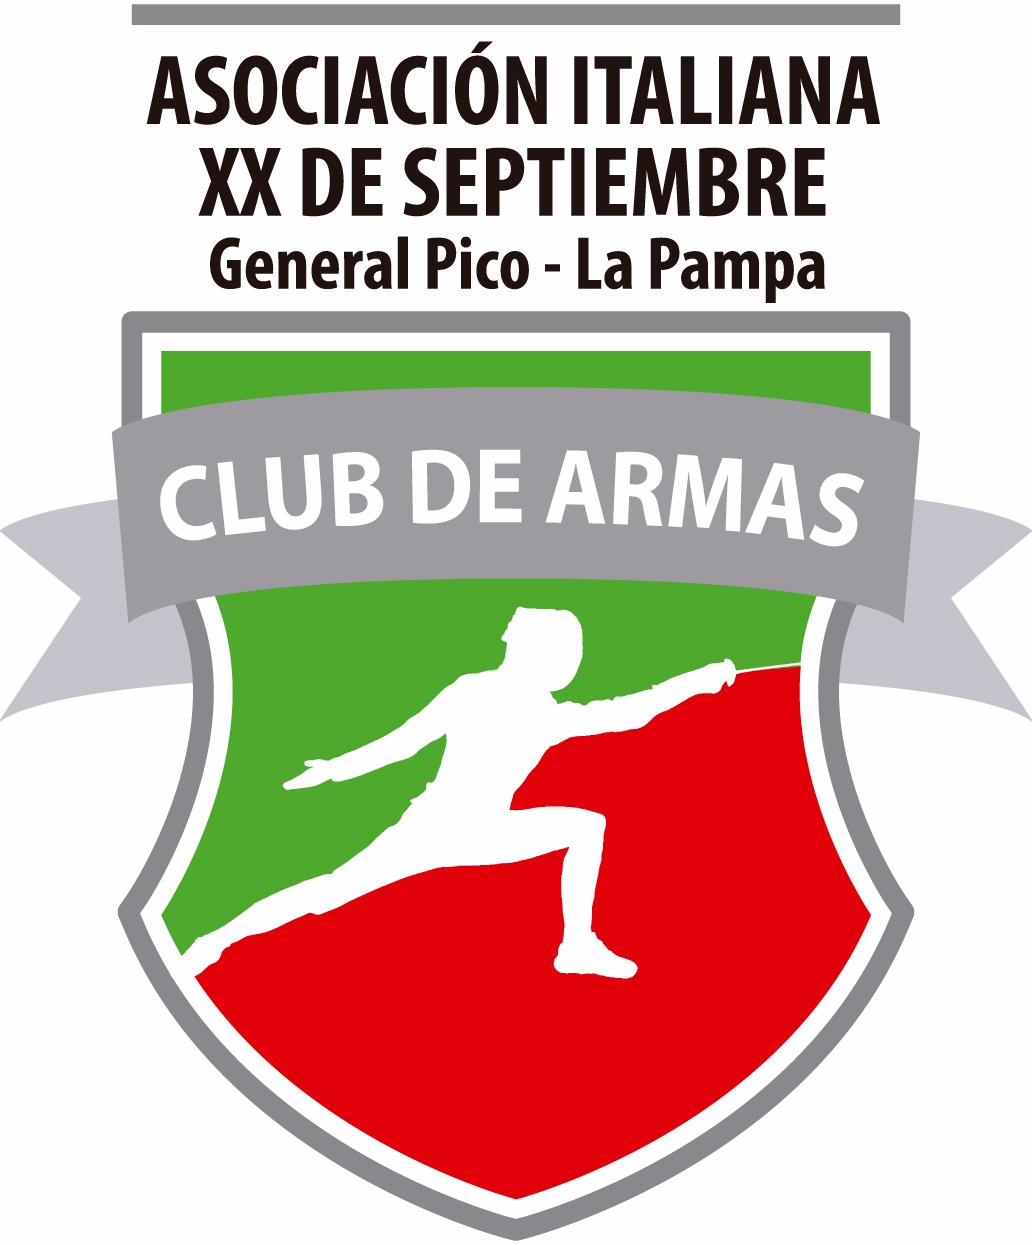 ASOCIACIÓN ITALIANA
XX DE SEPTIEMBRE
General Pico - La Pampa
CLUB DE ARMAS